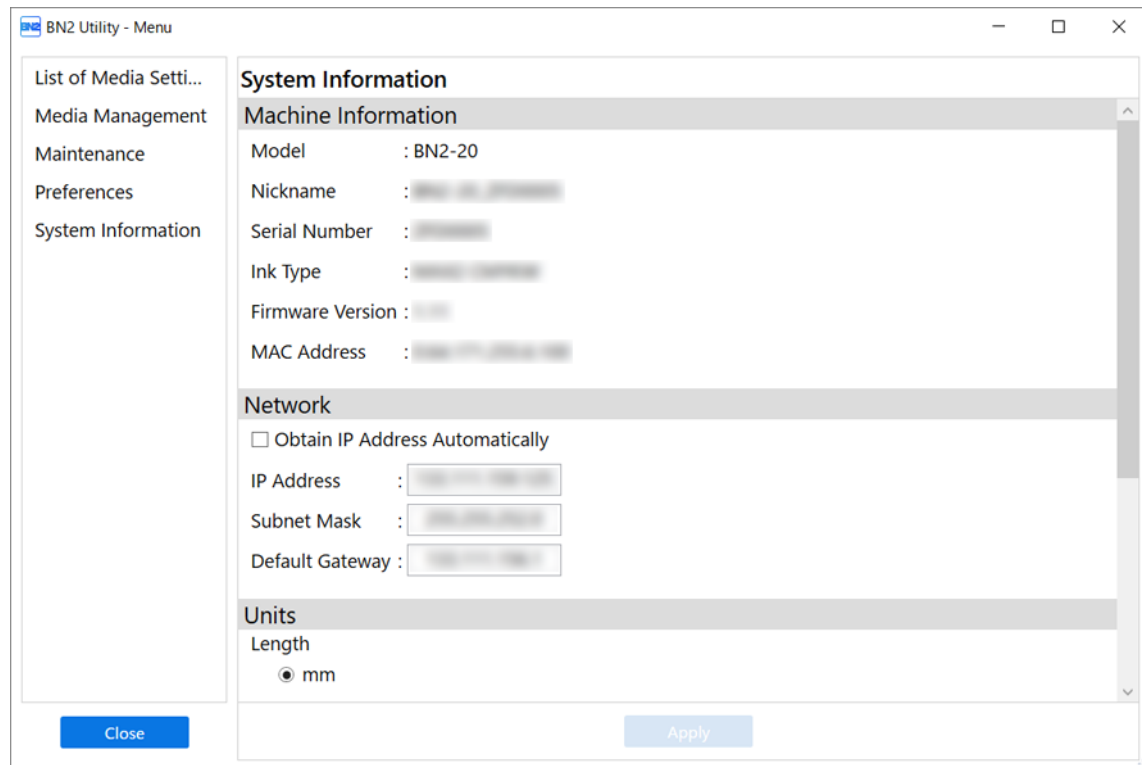 BN2 BN2 Utility - Menu
List of Media Setti...
Media Management
Maintenance
Preferences
System Information
Close
System Information
Machine Information
Model : BN2-20
Nickname :
Serial Number :
Ink Type :
Firmware Version :
MAC Address :
Network
Obtain IP Address Automatically
IP Address :
Subnet Mask :
Default Gateway :
Units
Length
mm
Apply